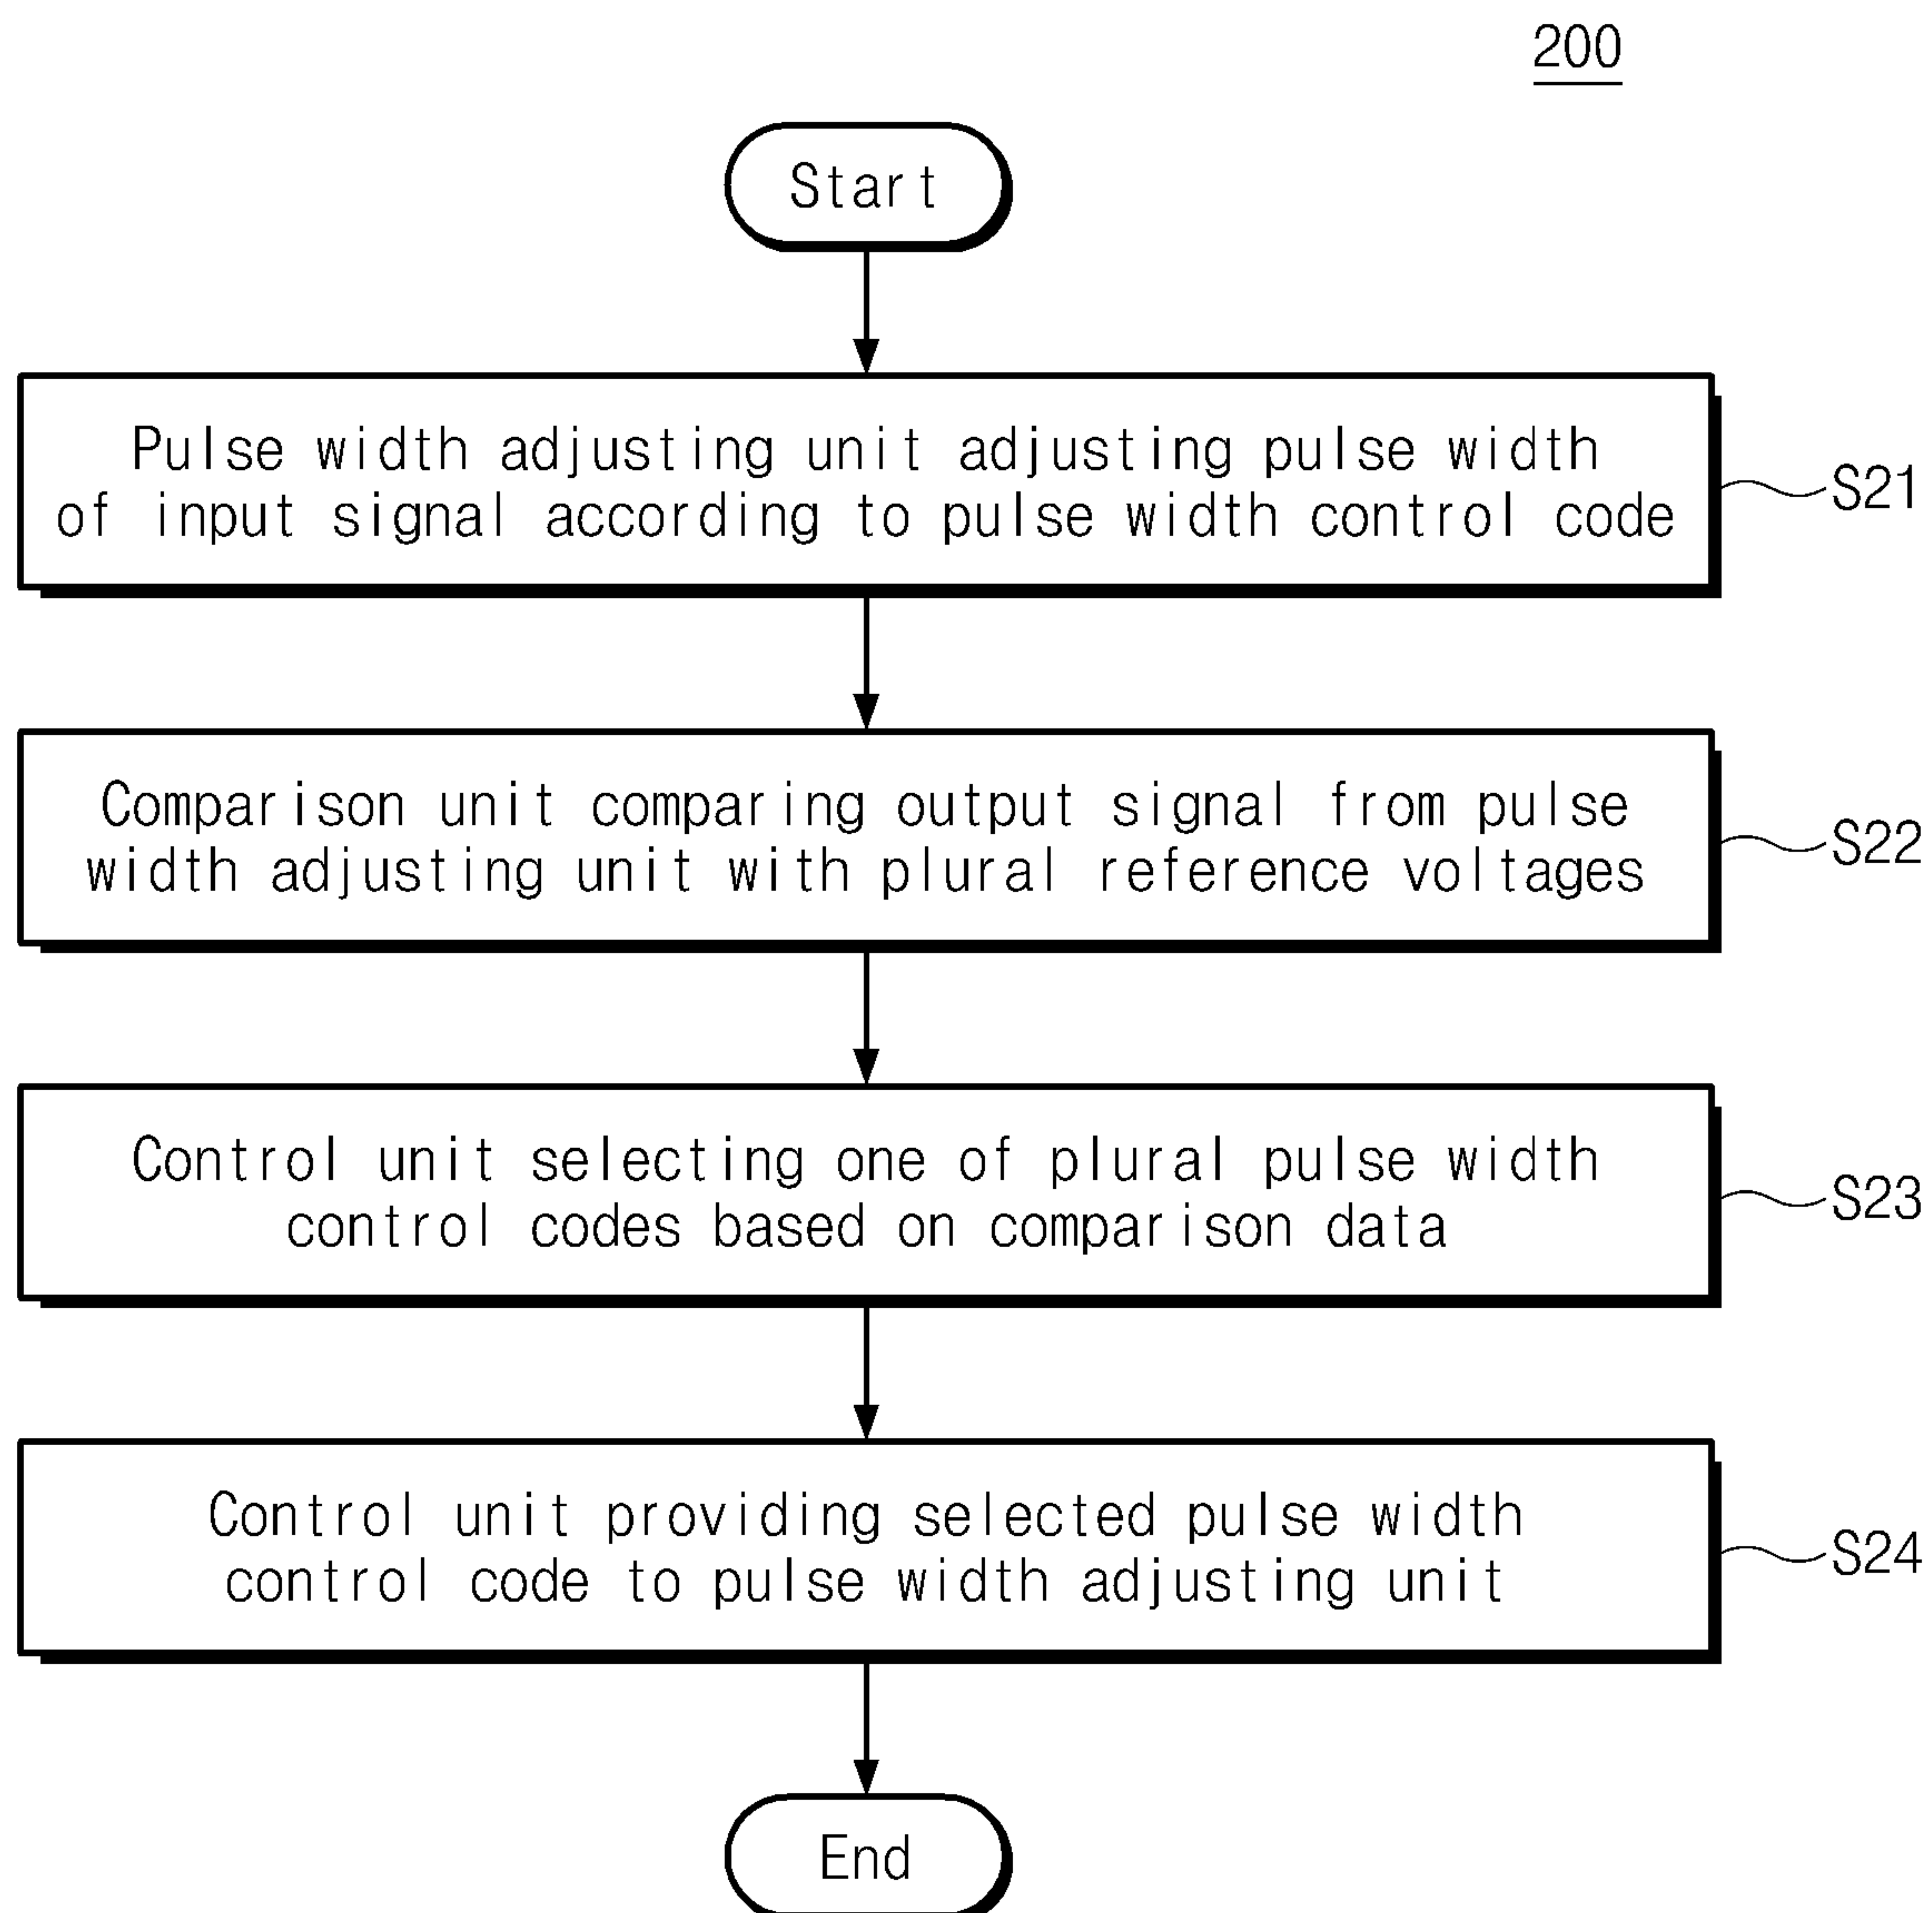 200
Start
Pulse width adjusting unit adjusting pulse width
of input signal according to pulse width control code
S21
Comparison unit comparing output signal from pulse
width adjusting unit with plural reference voltages
S22
Control unit selecting one of plural pulse width
control codes based on comparison data
S23
Control unit providing selected pulse width
control code to pulse width adjusting unit
S24
End